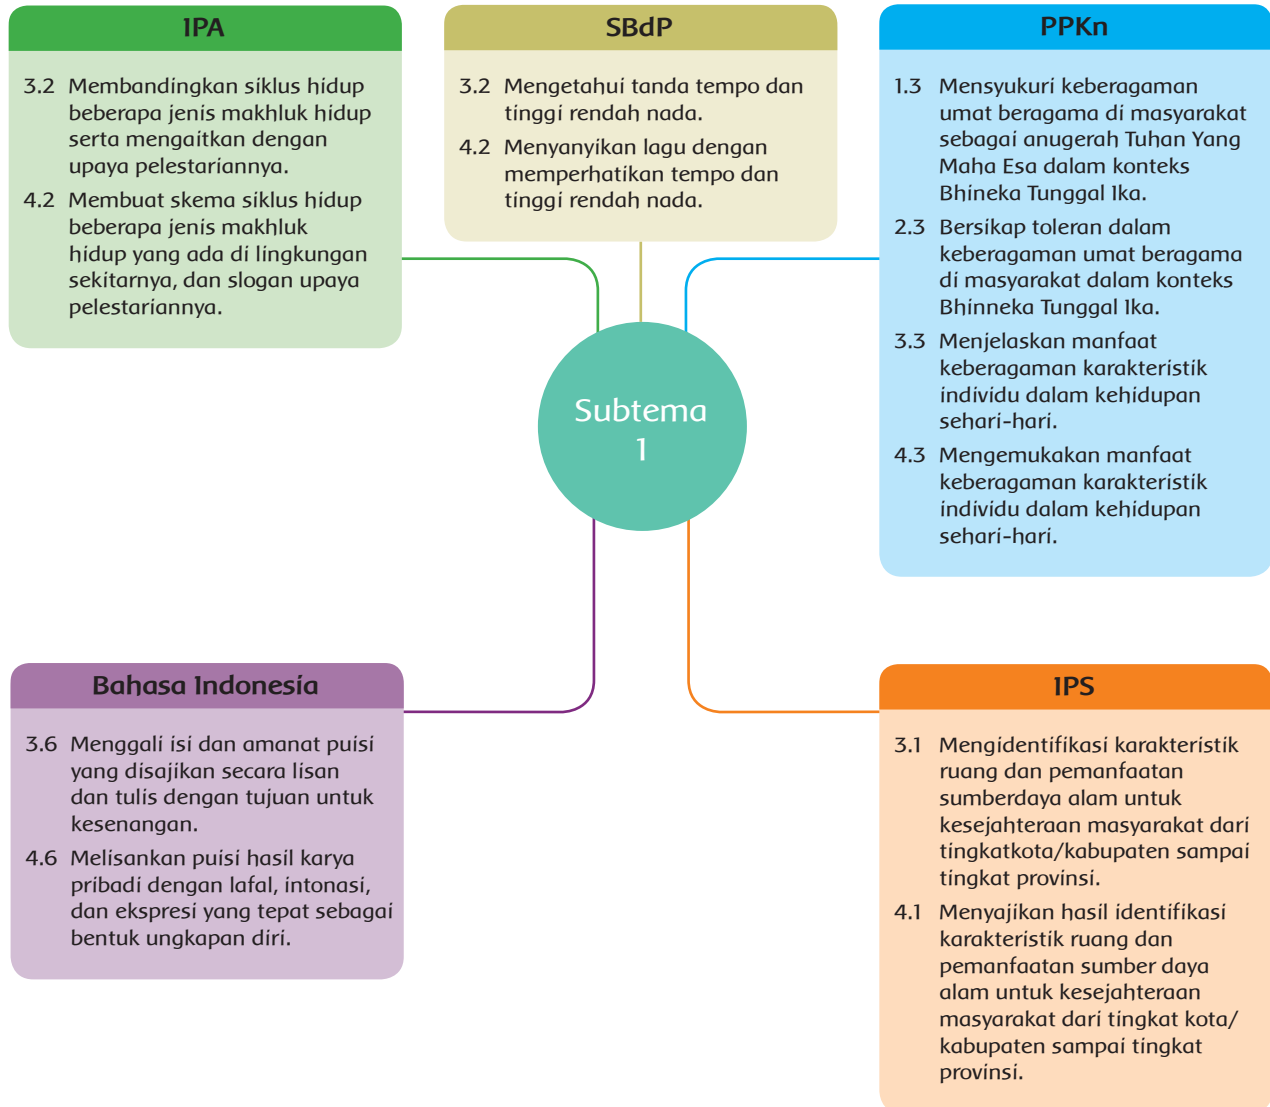 IPA
3.2 Membandingkan siklus hidup
beberapa jenis makhluk hidup
serta mengaitkan dengan
upaya pelestariannya.
4.2 Membuat skema siklus hidup
beberapa jenis makhluk
hidup yang ada di lingkungan
sekitarnya, dan slogan upaya
pelestariannya.
SBdP
3.2 Mengetahui tanda tempo dan
tinggi rendah nada.
4.2 Menyanyikan lagu dengan
memperhatikan tempo dan
tinggi rendah nada.
PPKn
1.3 Mensyukuri keberagaman
umat beragama di masyarakat
sebagai anugerah Tuhan Yang
Maha Esa dalam konteks
Bhineka Tunggal Ika.
2.3 Bersikap toleran dalam
keberagaman umat beragama
di masyarakat dalam konteks
Bhinneka Tunggal Ika.
3.3 Menjelaskan manfaat
keberagaman karakteristik
individu dalam kehidupan
sehari-hari.
4.3 Mengemukakan manfaat
keberagaman karakteristik
individu dalam kehidupan
sehari-hari.
Subtema
1
Bahasa Indonesia
3.6 Menggali isi dan amanat puisi
yang disajikan secara lisan
dan tulis dengan tujuan untuk
kesenangan.
4.6 Melisankan puisi hasil karya
pribadi dengan lafal, intonasi,
dan ekspresi yang tepat sebagai
bentuk ungkapan diri.
IPS
3.1 Mengidentifikasi karakteristik
ruang dan pemanfaatan
sumberdaya alam untuk
kesejahteraan masyarakat dari
tingkatkota/kabupaten sampai
tingkat provinsi.
4.1 Menyajikan hasil identifikasi
karakteristik ruang dan
pemanfaatan sumber daya
alam untuk kesejahteraan
masyarakat dari tingkat kota/
kabupaten sampai tingkat
provinsi.